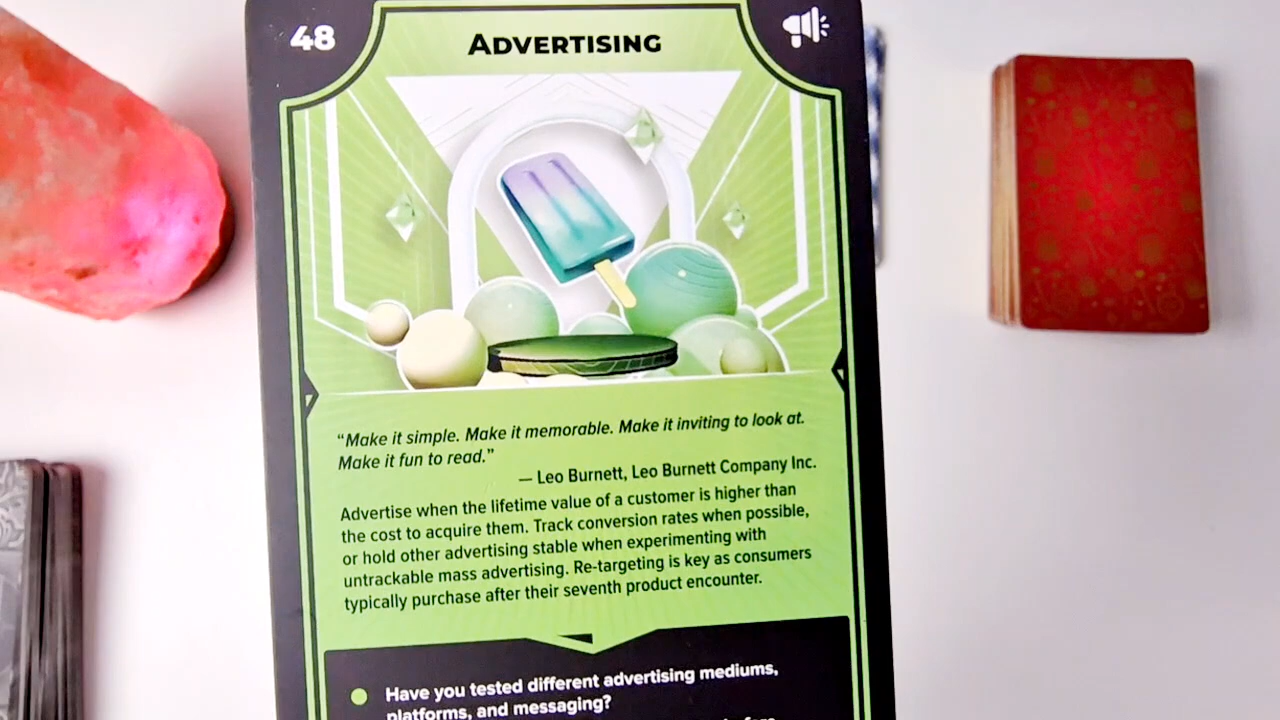 48
ADVERTISING
“Make it simple. Make it memorable. Make it inviting to look at.
Make it fun to read.”
— Leo Burnett, Leo Burnett Company Inc.
Advertise when the lifetime value of a customer is higher than
the cost to acquire them. Track conversion rates when possible,
or hold other advertising stable when experimenting with
untrackable mass advertising. Re-targeting is key as consumers
typically purchase after their seventh product encounter.
Have you tested different advertising mediums,
platforms, and messaging?